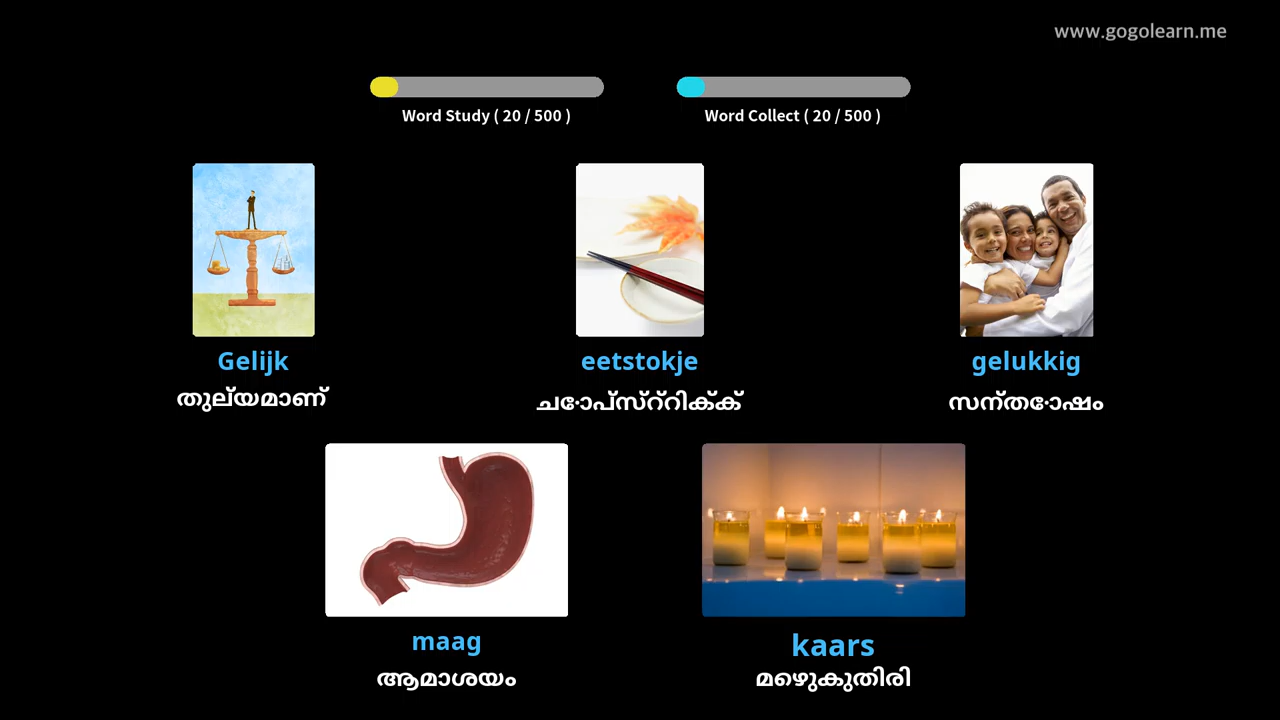 www.gogolearn.me
Word Study ( 20 / 500 )
Word Collect ( 20 / 500 )
Gelijk
തുല്യമാണ്
eetstokje
ചോപ്സ്റ്റിക്ക്
gelukkig
സന്തോഷം
maag
ആമാശയം
kaars
മഴെുകുതിരി